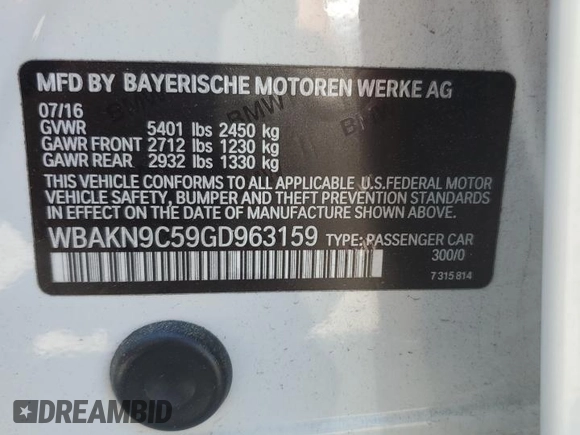 MFD BY BAYERISCHE MOTOREN WERKE AG
07/16
GVWR 5401 lbs 2450 kg
GAWR FRONT 2712 lbs 1230 kg
GAWR REAR 2932 lbs 1330 kg
THIS VEHICLE CONFORMS TO ALL APPLICABLE U.S.FEDERAL MOTOR
VEHICLE SAFETY, BUMPER AND THEFT PREVENTION STANDARDS
IN EFFECT ON THE DATE OF MANUFACTURE SHOWN ABOVE.
WBAKN9C59GD963159 TYPE: PASSENGER CAR
300/0
7 315 814
BMW
BMW
BMW
DREAMBID